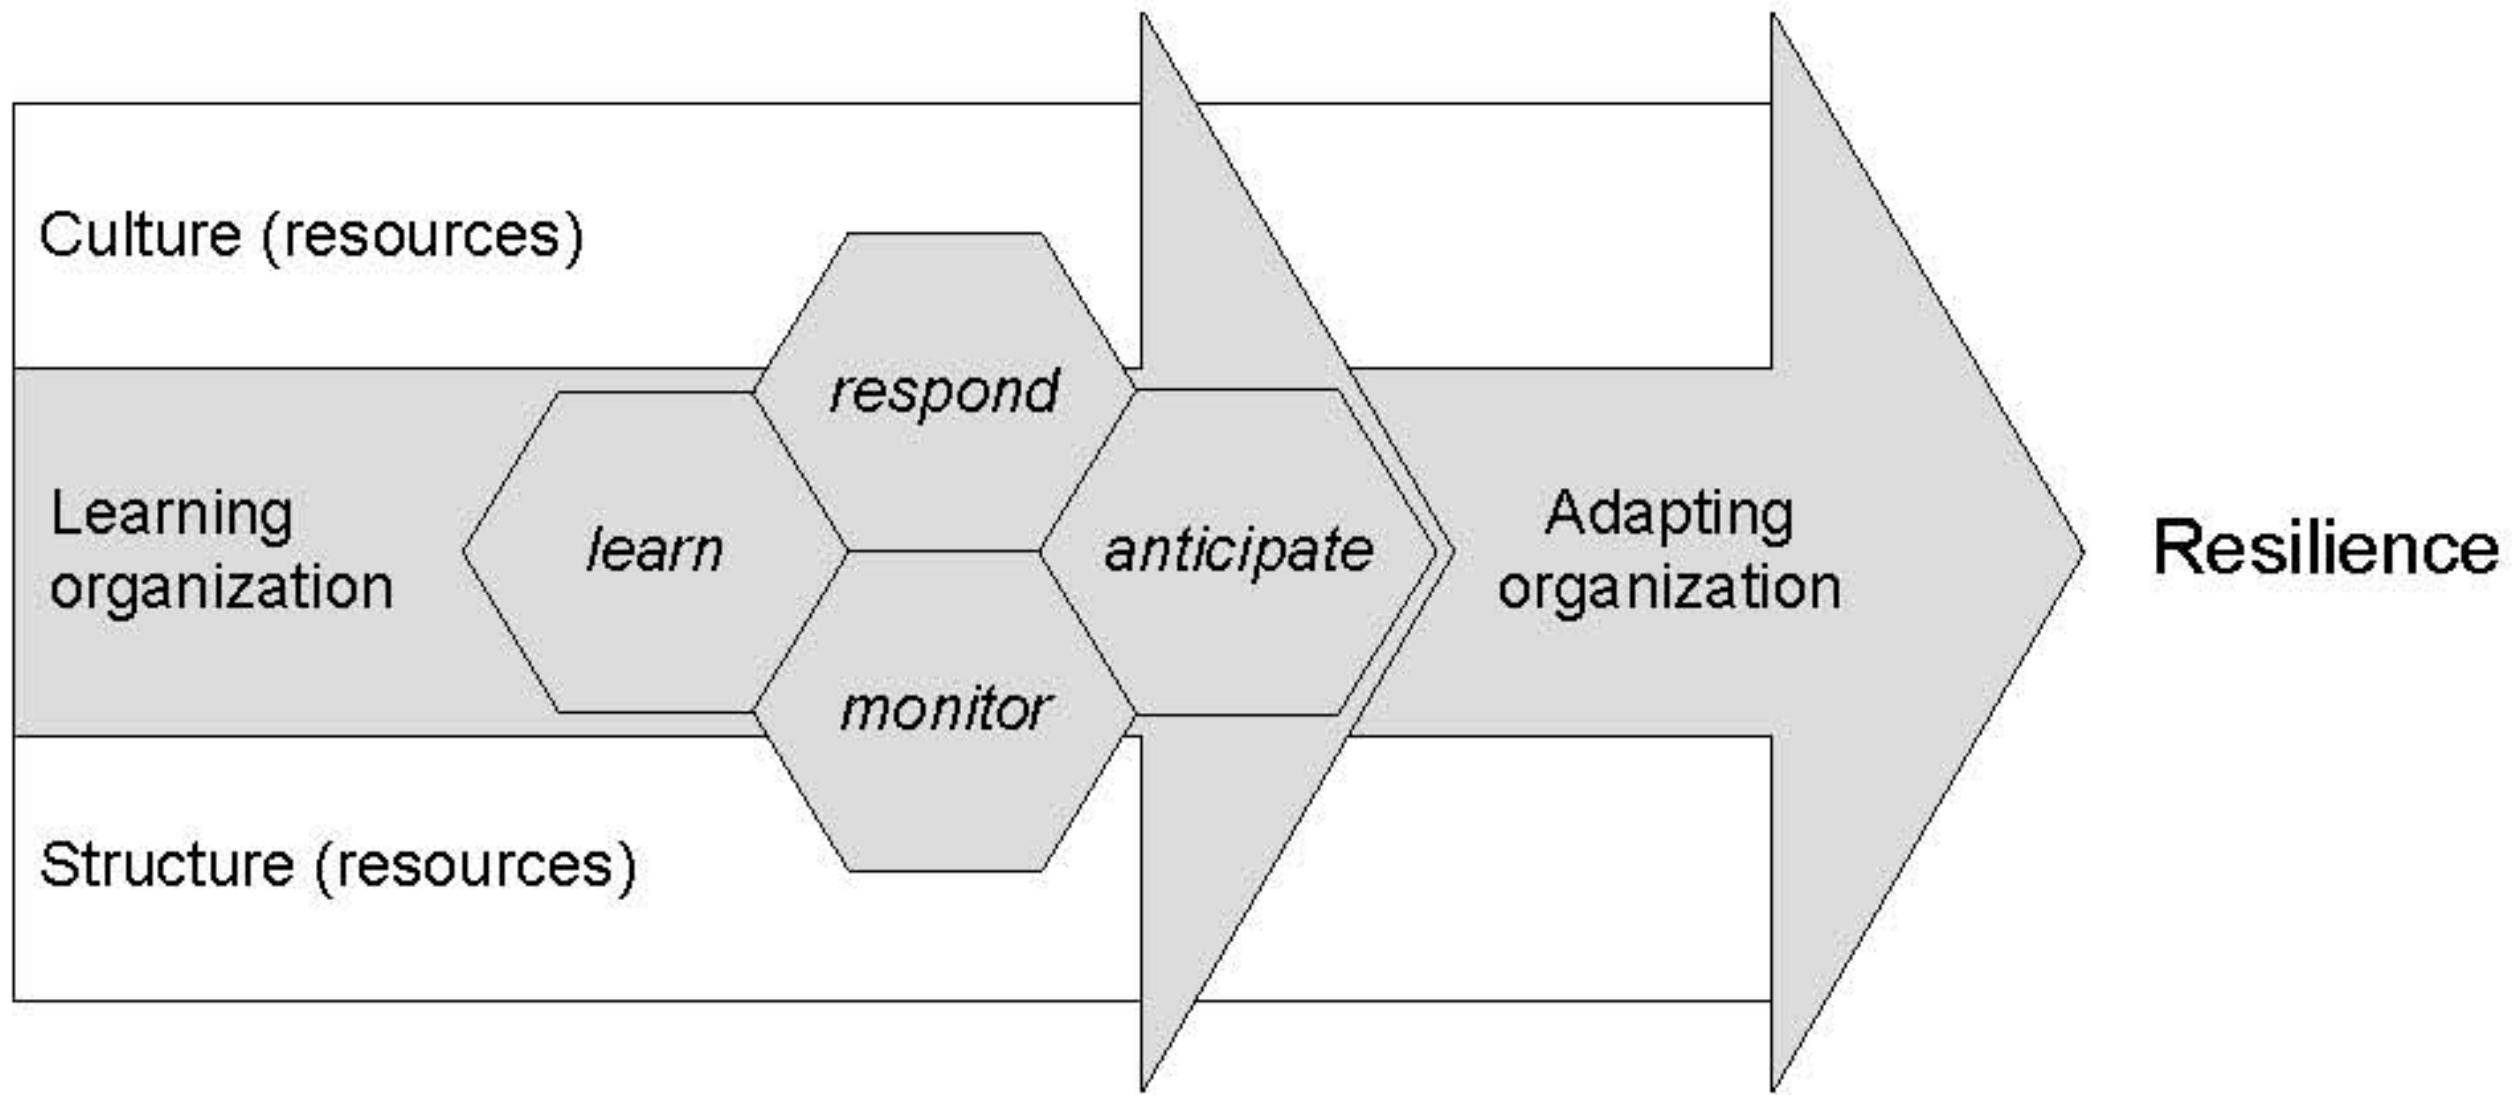 Culture (resources)
respond
Learning
organization
learn
anticipate
Adapting
organization
Resilience
monitor
Structure (resources)